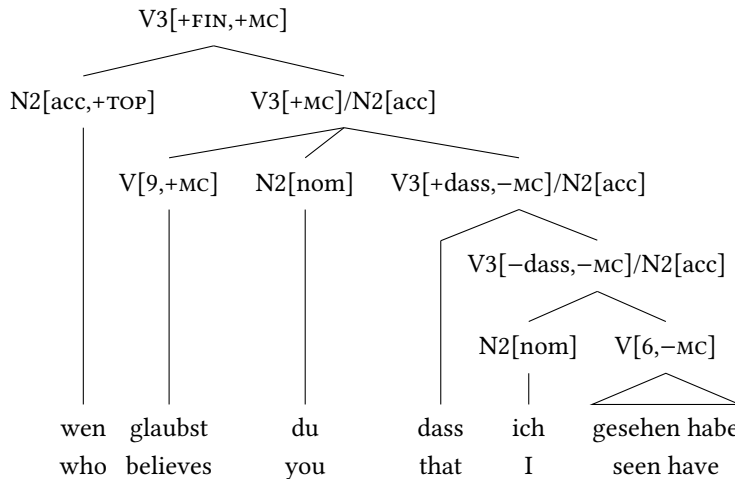 V3[+FIN,+MC]
N2[acc,+TOP] V3[+MC]/N2[acc]
V[9,+MC] N2[nom] V3[+dass,−MC]/N2[acc]
V3[−dass,−MC]/N2[acc]
N2[nom] V[6,−MC]
wen glaubst du dass ich gesehen habe
who believes you that I seen have